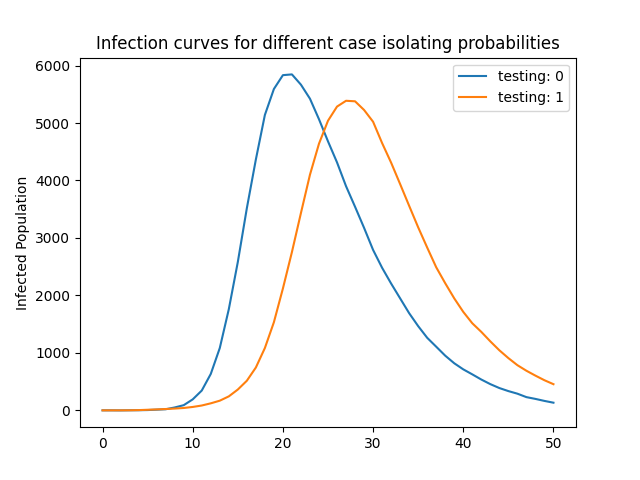 Infection curves for different case isolating probabilities
testing: 0
testing: 1
Infected Population
6000
5000
4000
3000
2000
1000
0
0 10 20 30 40 50